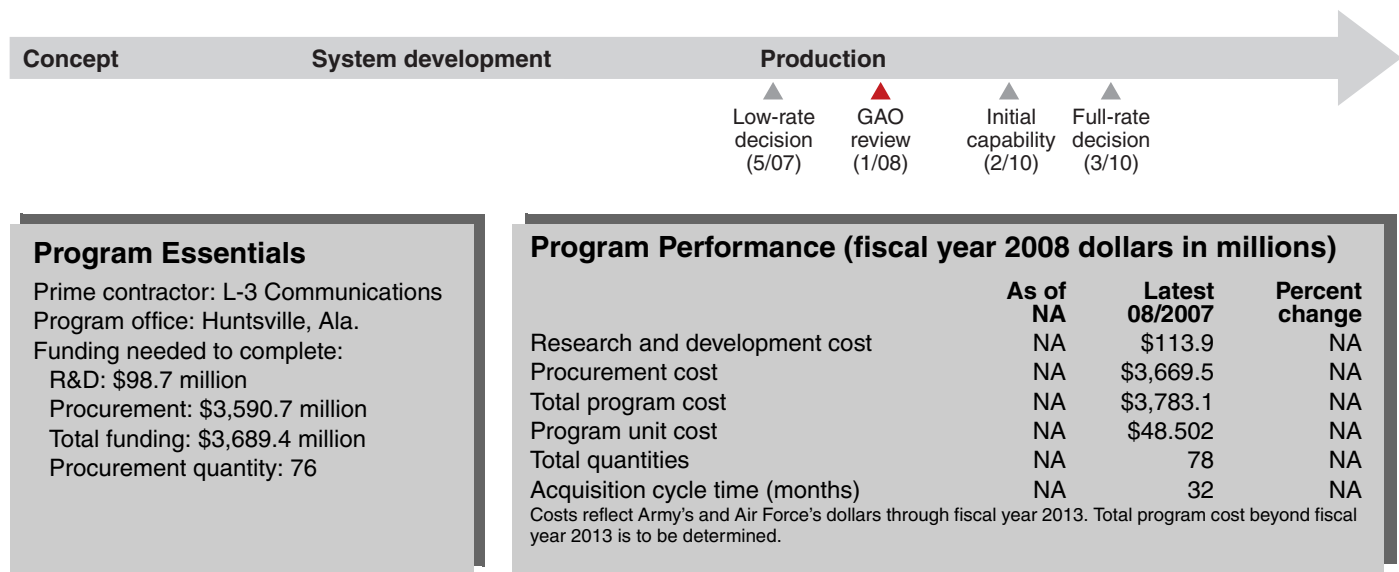 Concept System development Production
Low-rate decision (5/07)
GAO review (1/08)
Initial capability (2/10)
Full-rate decision (3/10)
Program Essentials
Prime contractor: L-3 Communications
Program office: Huntsville, Ala.
Funding needed to complete:
R&D: $98.7 million
Procurement: $3,590.7 million
Total funding: $3,689.4 million
Procurement quantity: 76
Program Performance (fiscal year 2008 dollars in millions)
As of NA Latest 08/2007 Percent change
Research and development cost NA $113.9 NA
Procurement cost NA $3,669.5 NA
Total program cost NA $3,783.1 NA
Program unit cost NA $48.502 NA
Total quantities NA 78 NA
Acquisition cycle time (months) NA 32 NA
Costs reflect Army's and Air Force's dollars through fiscal year 2013. Total program cost beyond fiscal
year 2013 is to be determined.